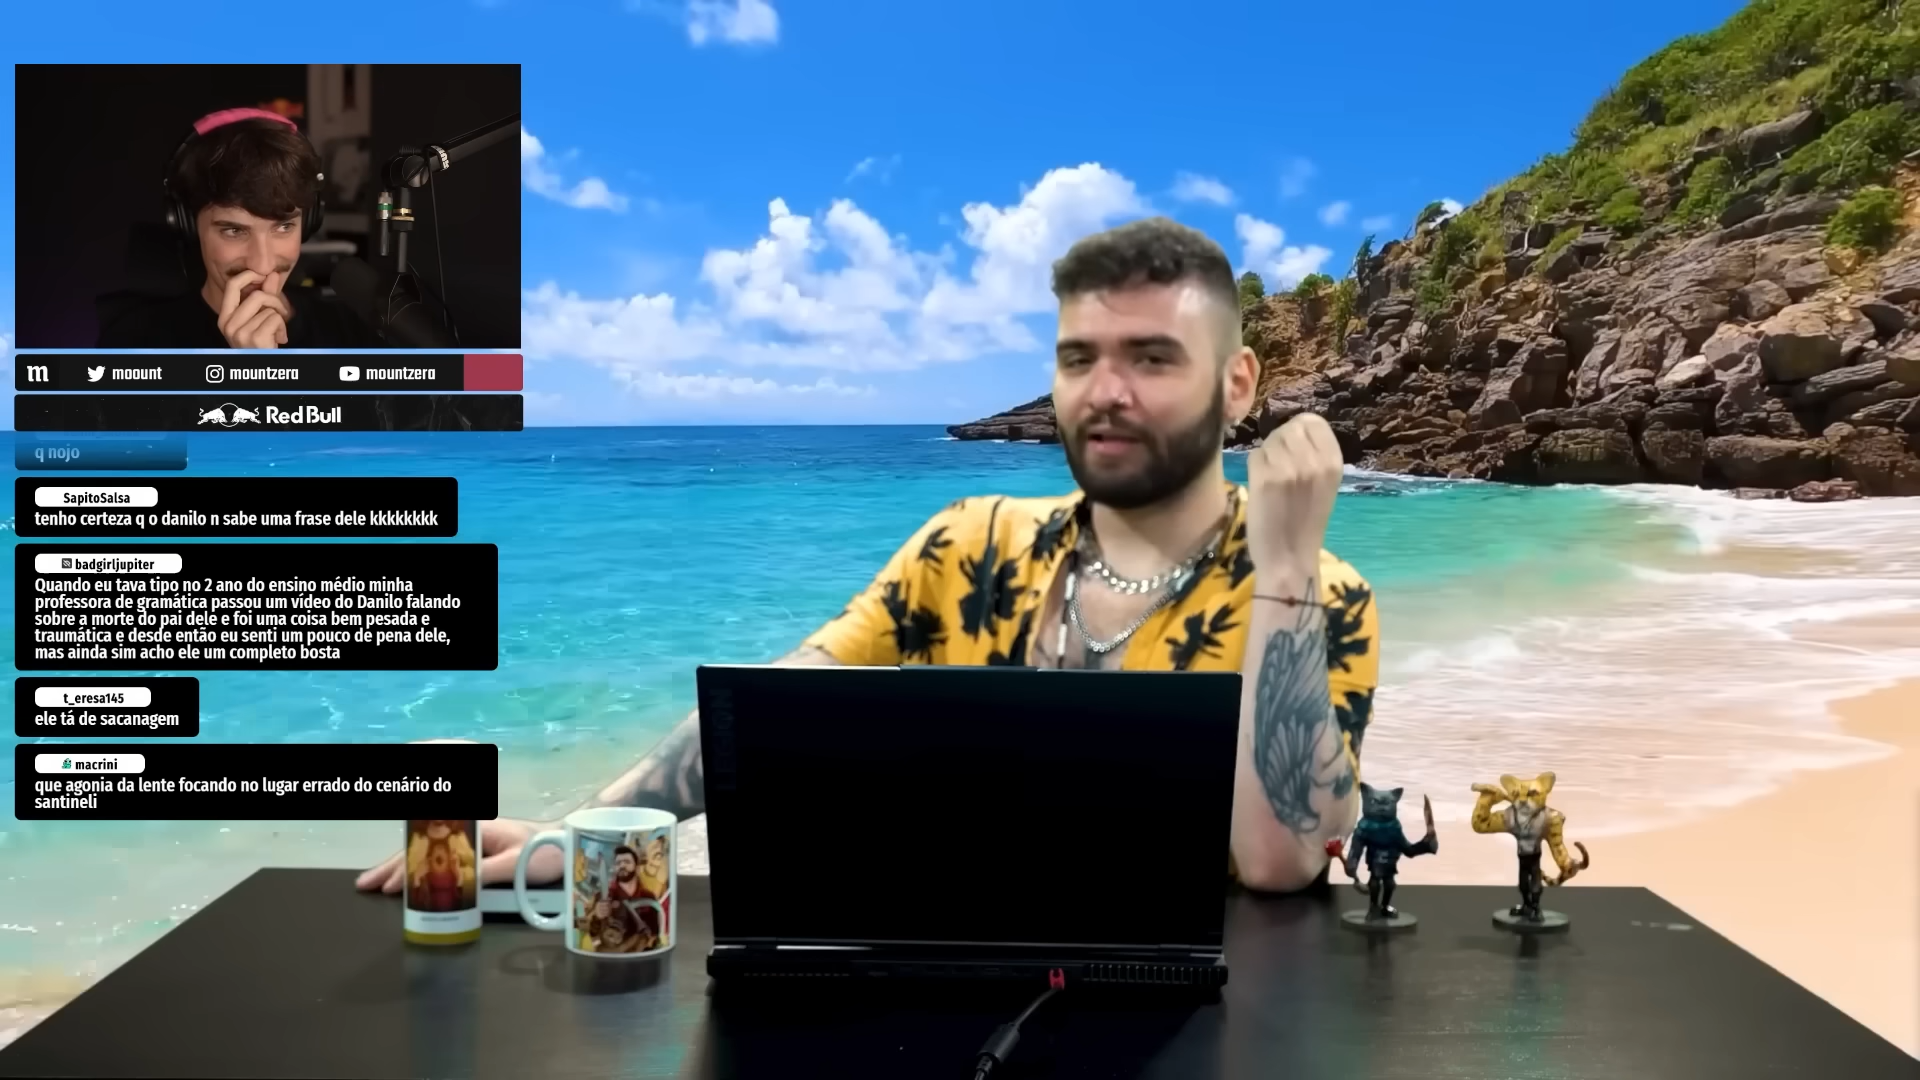 m moount mountzera mountzera
Red Bull
q nojo
SapitoSalsa
tenho certeza q o danilo n sabe uma frase dele kkkkkkkk
badgirljupiter
Quando eu tava tipo no 2 ano do ensino médio minha
professora de gramática passou um vídeo do Danilo falando
sobre a morte do pai dele e foi uma coisa bem pesada e
traumática e desde então eu senti um pouco de pena dele,
mas ainda sim acho ele um completo bosta
t_eresa145
ele tá de sacanagem
macrini
que agonia da lente focando no lugar errado do cenário do
santineli
LEGION